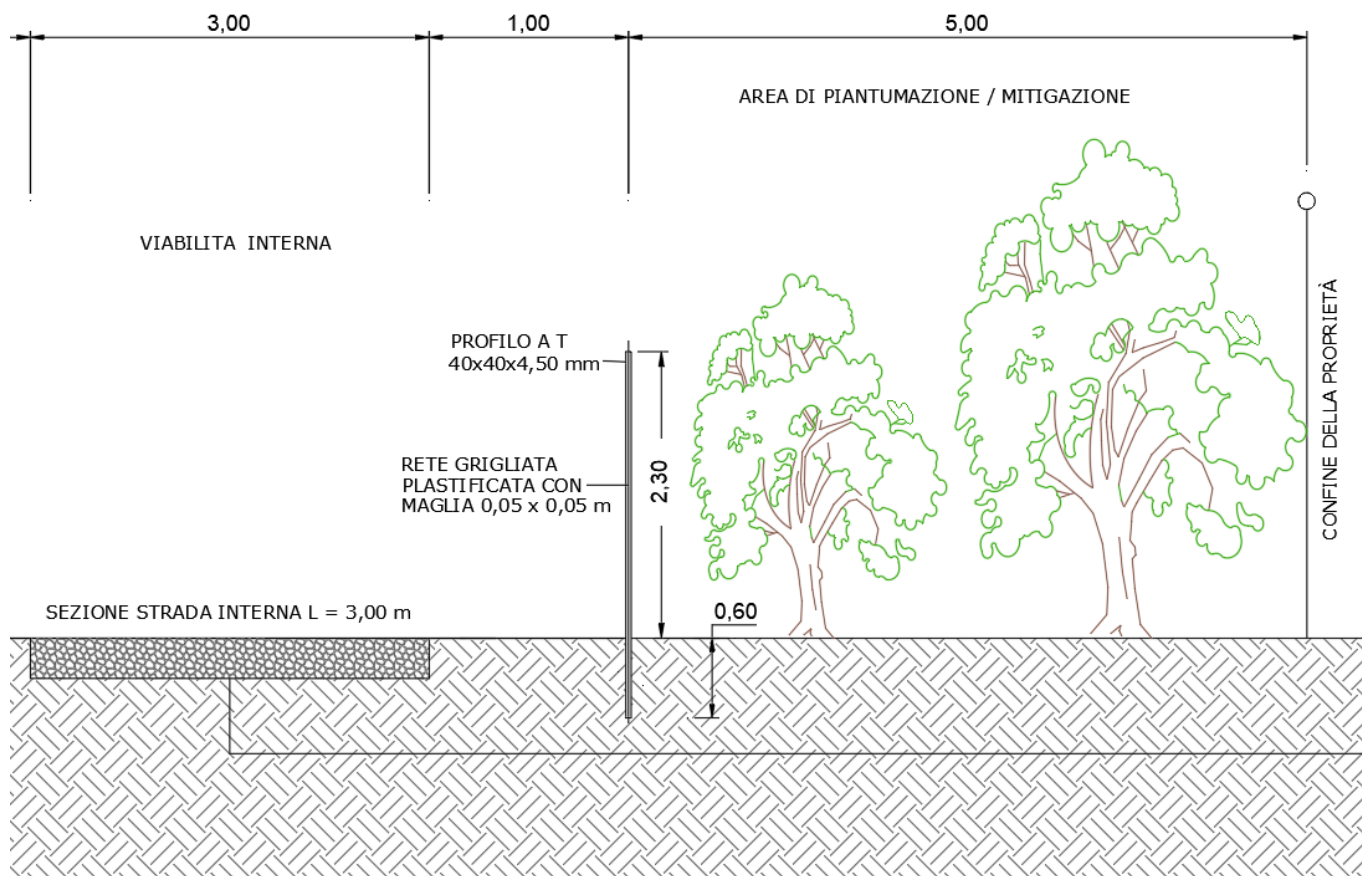 3,00
1,00
5,00
AREA DI PIANTUMAZIONE / MITIGAZIONE
VIABILITA INTERNA
PROFILO A T
40x40x4,50 mm
RETE GRIGLIATA
PLASTIFICATA CON
MAGLIA 0,05 x 0,05 m
2,30
CONFINE DELLA PROPRIETÀ
SEZIONE STRADA INTERNA L = 3,00 m
0,60